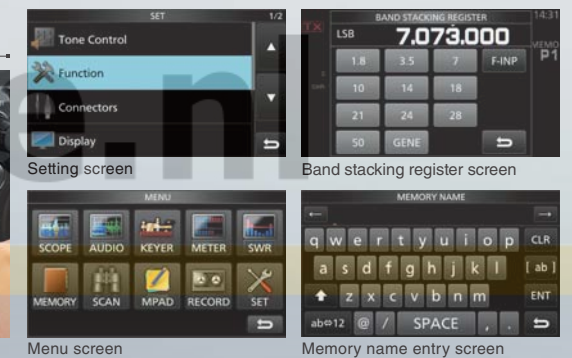 SET 1/2
Tone Control
Function
Connectors
Display
Setting screen
BAND STACKING REGISTER 14:31
TX LSB 7.073.000
MEMO
P1
1.8 3.5 7 F-INP
10 14 18
21 24 28
50 GENE
Band stacking register screen
MENU
SCOPE AUDIO KEYER METER SWR
MEMORY SCAN MPAD RECORD SET
Menu screen
MEMORY NAME
q w e r t y u i o p CLR
a s d f g h j k l [ ab ]
z x c v b n m ENT
ab⇔12 @ / SPACE , .
Memory name entry screen
e.nl